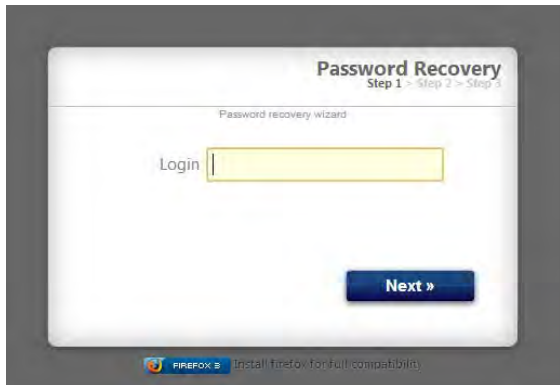 Password Recovery
Step 1 > Step 2 > Step 3
Password recovery wizard
Login
Next »
FIREFOX 3 Install firefox for full compatibility